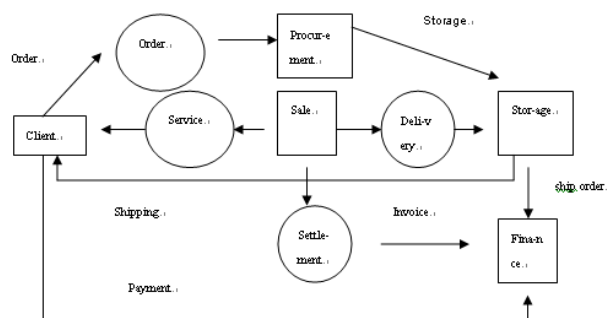 Order.
Order.
Procur-e
ment.
Storage.
Client.
Service.
Sale.
Deli-v
ery.
Stor-age.
Shipping.
Settle-
ment.
Invoice.
ship order.
Fina-n
ce.
Payment.